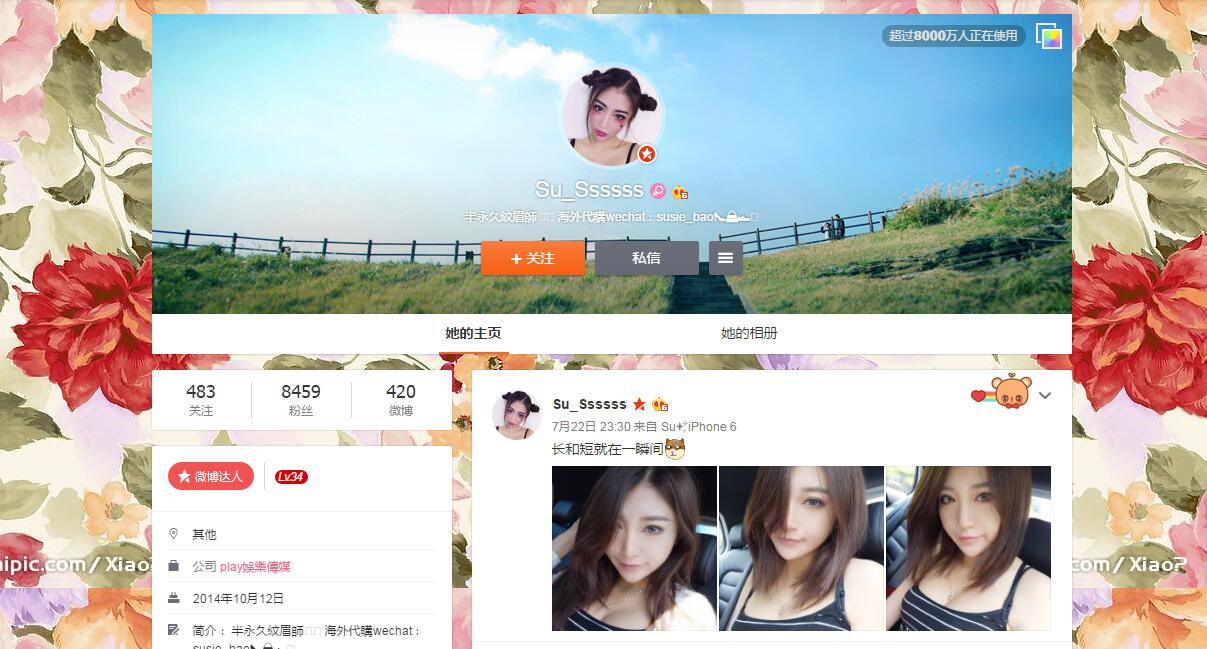 超过8000万人正在使用
Su_Ssssss
半永久紋眉師 海外代購wechat : susie_bao
+ 关注
私信
她的主页
她的相册
483
8459
420
关注
粉丝
微博
微博达人
Lv34
其他
公司 play娛樂傳媒
2014年10月12日
简介： 半永久紋眉師 海外代購wechat :
susie_bao
Su_Ssssss
7月22日 23:30 来自 Su iPhone 6
长和短就在一瞬间
nipic.com/Xiao
com/Xiao?